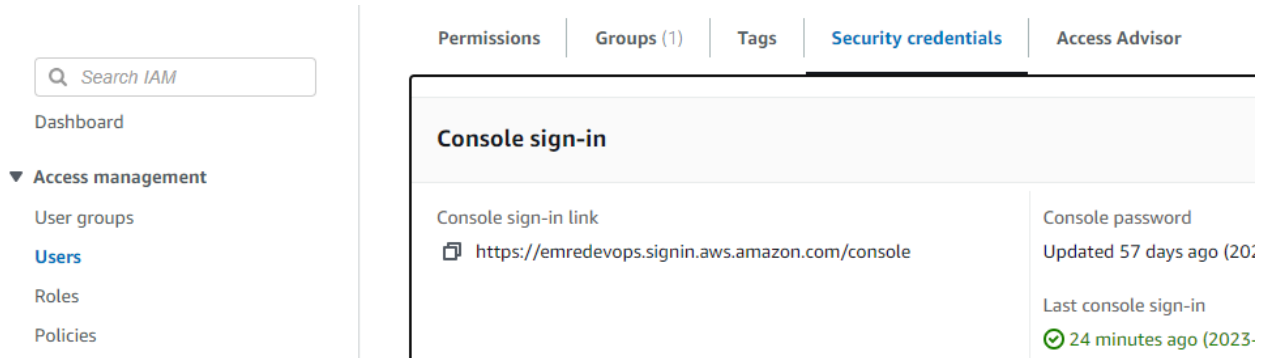 Permissions
Groups (1)
Tags
Security credentials
Access Advisor
Search IAM
Dashboard
Access management
User groups
Users
Roles
Policies
Console sign-in
Console sign-in link
https://emredevops.signin.aws.amazon.com/console
Console password
Updated 57 days ago (202
Last console sign-in
24 minutes ago (2023-